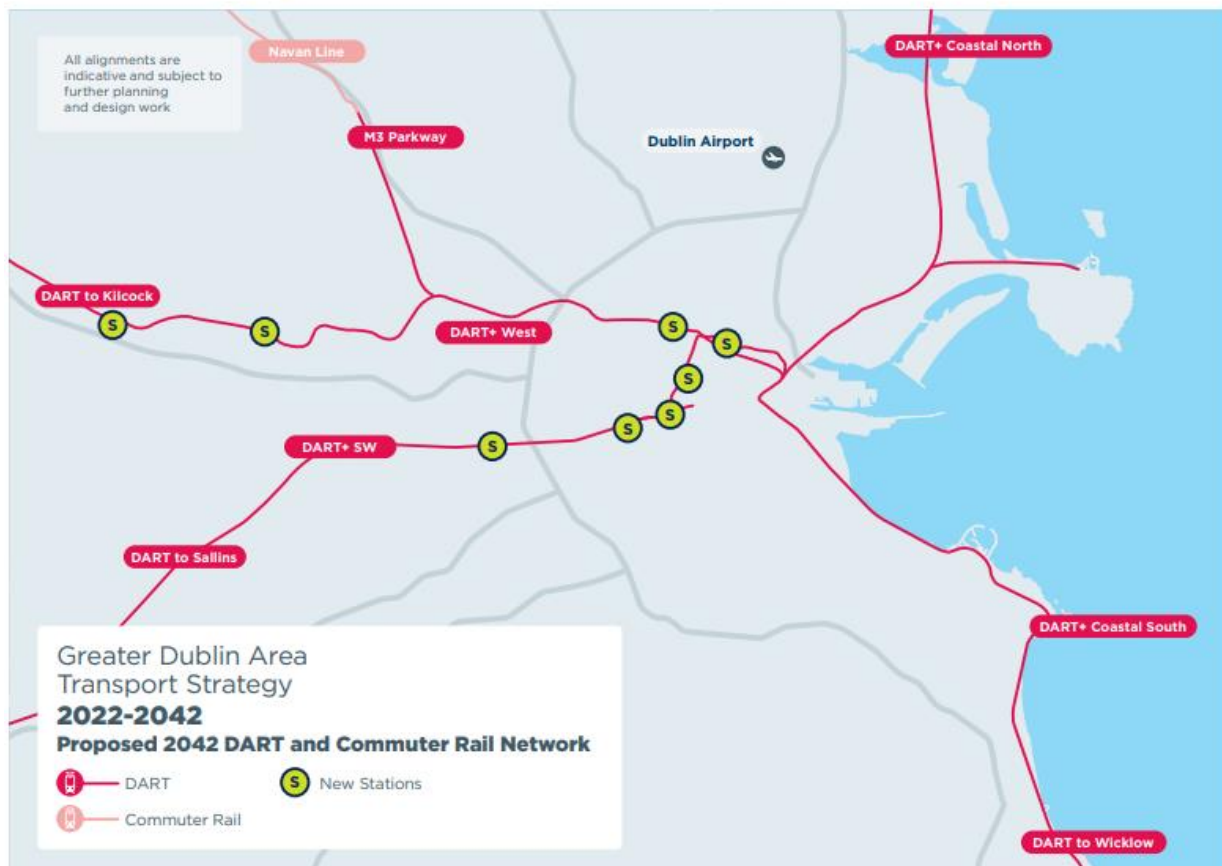 All alignments are
indicative and subject to
further planning
and design work
Navan Line
DART+ Coastal North
M3 Parkway
Dublin Airport
DART to Kilcock
S
S
DART+ West
S
S
S
S
S
S
DART+ SW
DART to Sallins
DART+ Coastal South
Greater Dublin Area
Transport Strategy
2022-2042
Proposed 2042 DART and Commuter Rail Network
DART
S New Stations
Commuter Rail
DART to Wicklow